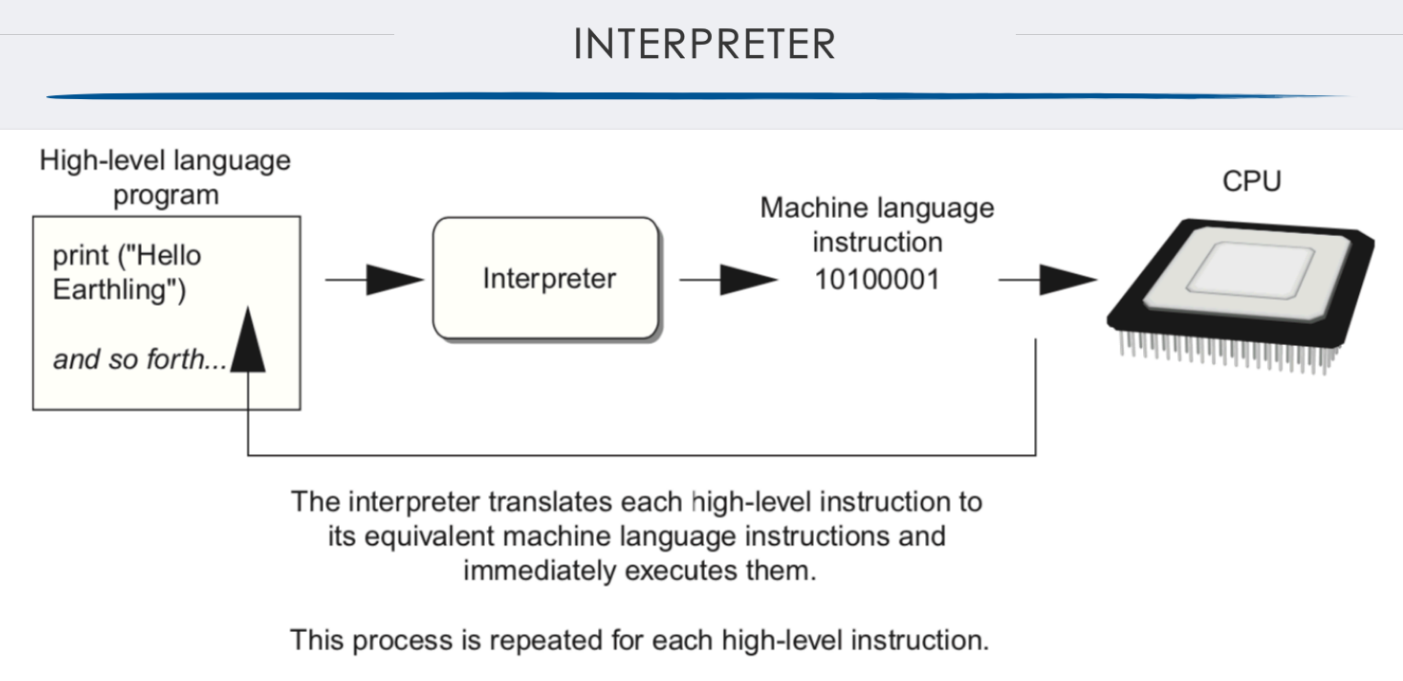 INTERPRETER
High-level language
program
print ("Hello
Earthling")
and so forth...
Interpreter
Machine language
instruction
10100001
CPU
The interpreter translates each high-level instruction to
its equivalent machine language instructions and
immediately executes them.
This process is repeated for each high-level instruction.